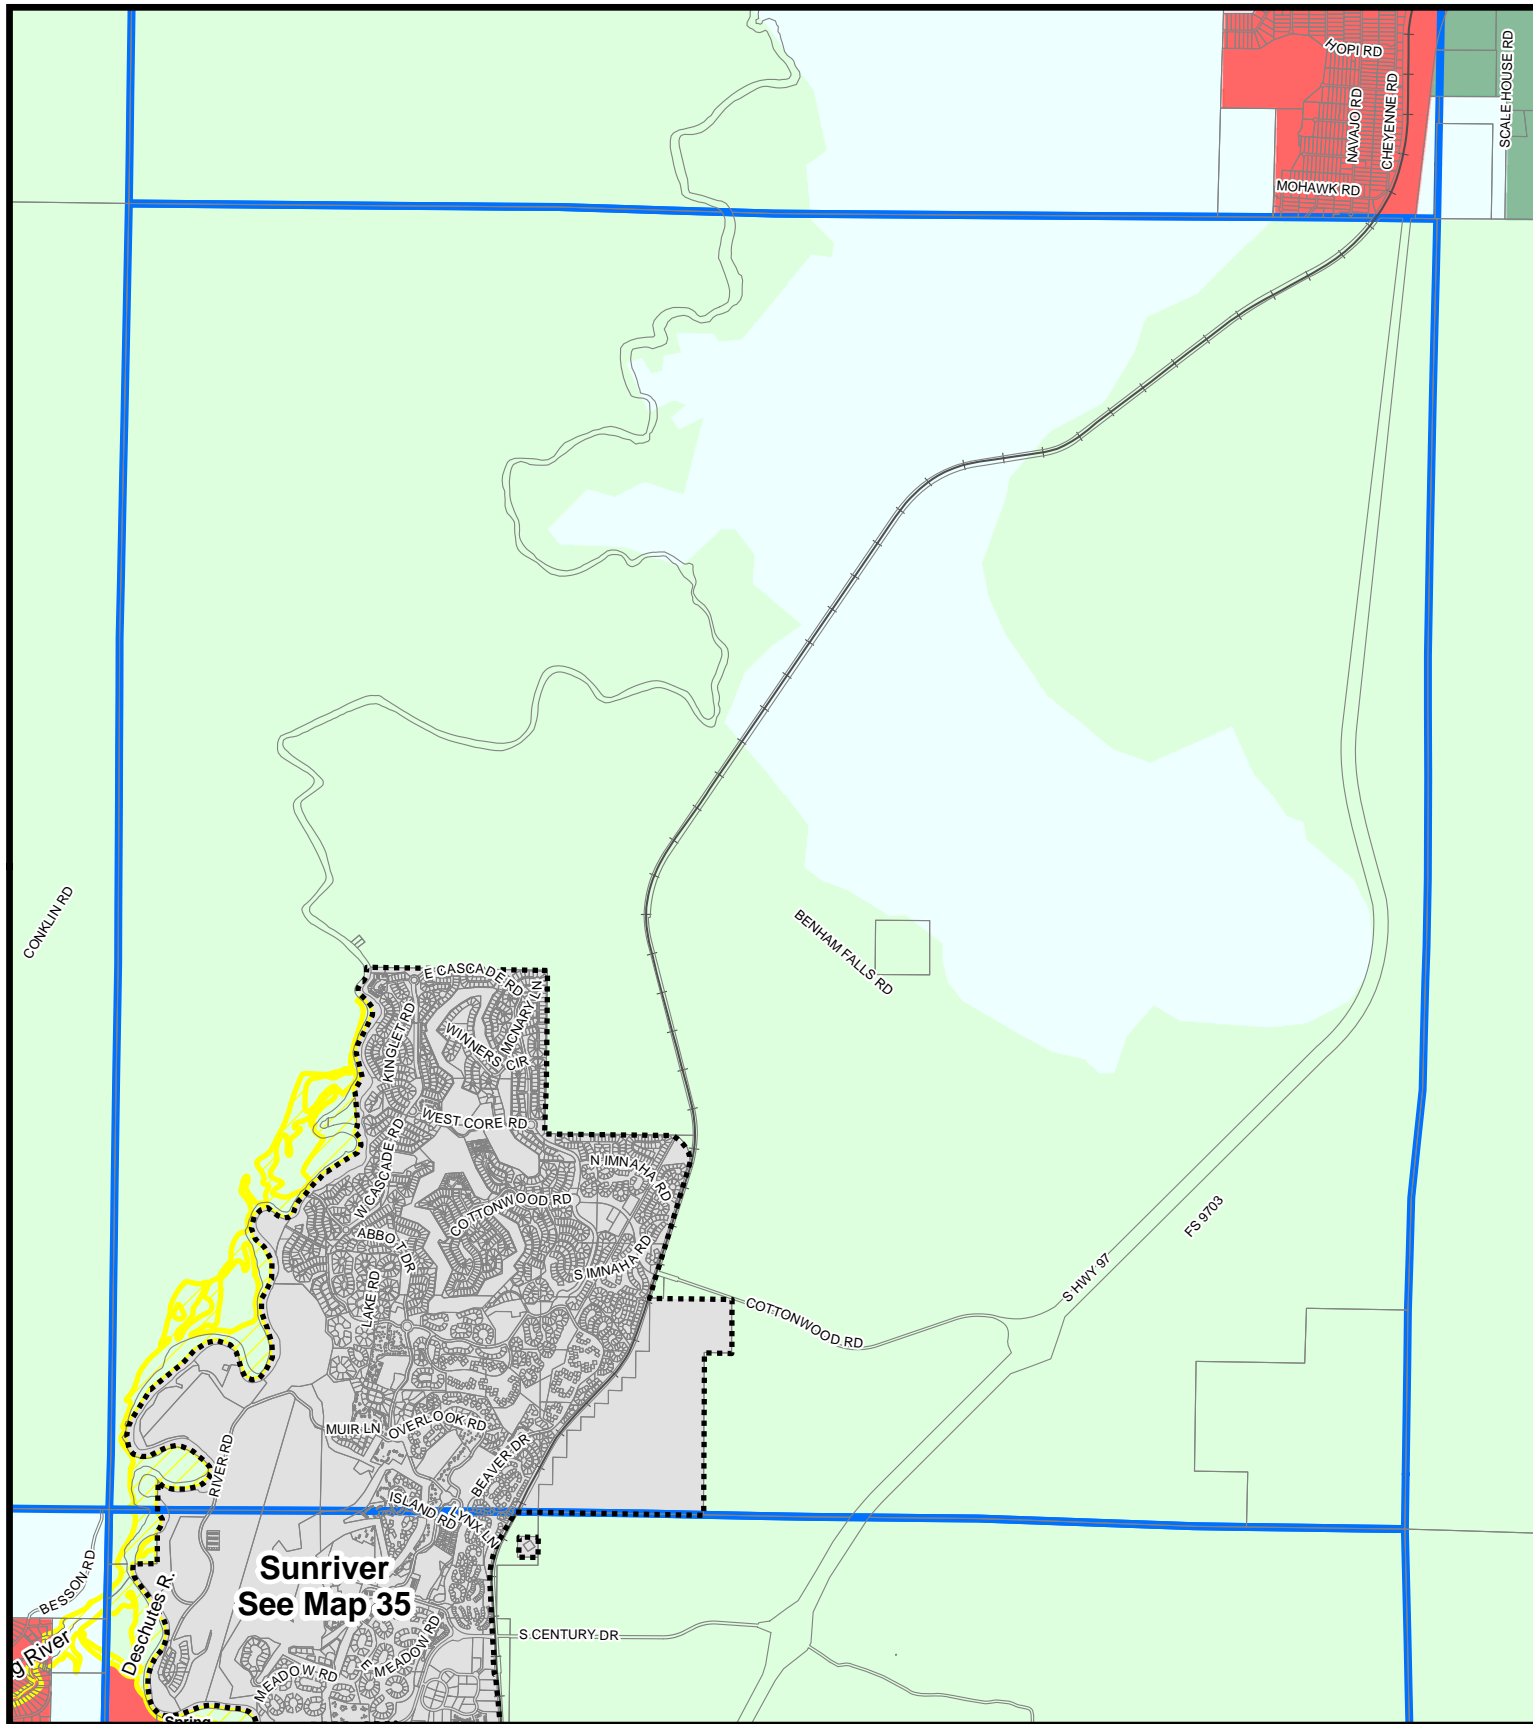 HOPI RD
SCALE HOUSE RD
NAVAJO RD
CHEYENNE RD
MOHAWK RD
CONKLIN RD
BENHAM FALLS RD
E CASCADE RD
MCNARY LN
KINGLET RD
WINNERS CIR
WEST CORE RD
W CASCADE RD
N IMNAHA RD
COTTONWOOD RD
ABBOT DR
S IMNAHA RD
FS 9703
LAKE RD
S HWY 97
COTTONWOOD RD
MUIR LN
OVERLOOK RD
RIVER RD
BEAVER DR
ISLAND RD
LYNX LN
BESSON RD
Sunriver
See Map 35
Deschutes R.
S CENTURY DR
g River
MEADOW RD
E MEADOW RD
Spring